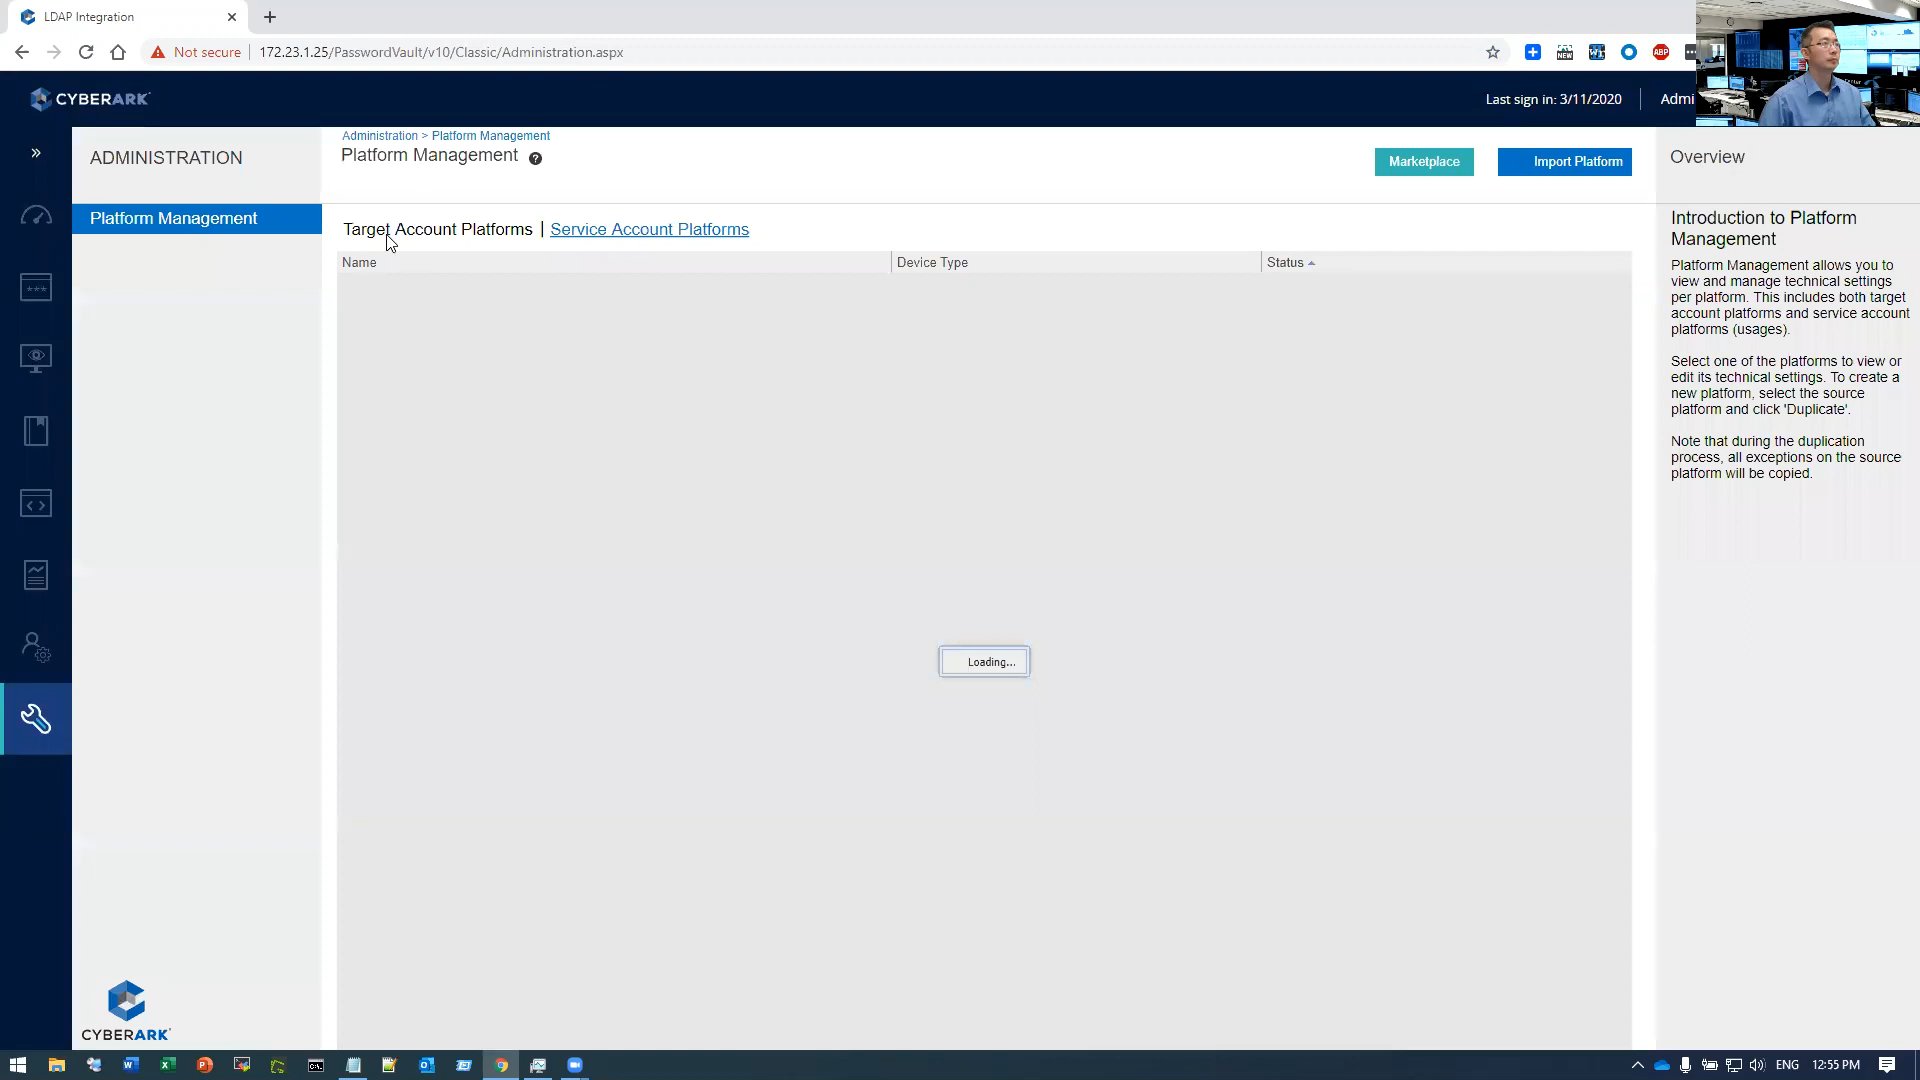 LDAP Integration
Not secure
172.23.1.25/PasswordVault/v10/Classic/Administration.aspx
NEW
ABP
CYBERARK
Last sign in: 3/11/2020
Admi
ADMINISTRATION
Administration > Platform Management
Platform Management
?
Marketplace
Import Platform
Overview
Platform Management
Target Account Platforms | Service Account Platforms
Name
Device Type
Status
Loading...
Introduction to Platform
Management
Platform Management allows you to
view and manage technical settings
per platform. This includes both target
account platforms and service account
platforms (usages).
Select one of the platforms to view or
edit its technical settings. To create a
new platform, select the source
platform and click 'Duplicate'.
Note that during the duplication
process, all exceptions on the source
platform will be copied.
CYBERARK
ENG
12:55 PM